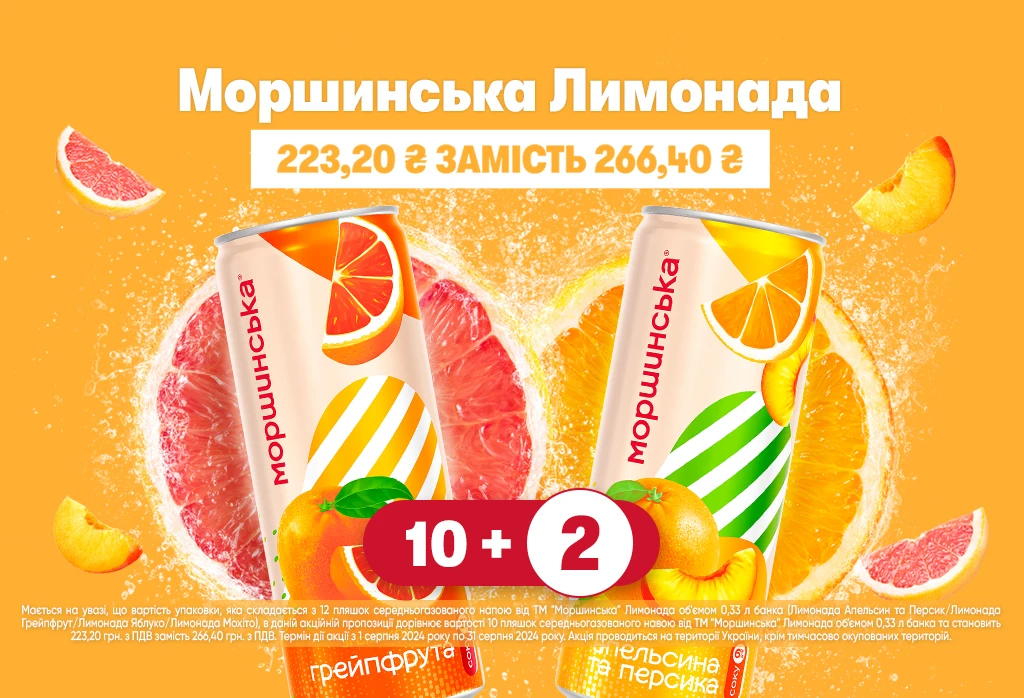 Моршинська Лимонада
223,20 ₴ ЗАМІСТЬ 266,40 ₴
моршинська®
моршинська®
10 + 2
Мається на увазі, що вартість упаковки, яка складається з 12 пляшок середньогазованого напою від ТМ "Моршинська" Лимонада об'ємом 0,33 л банка (Лимонада Апельсин та Персик/Лимонада
Грейпфрут/Лимонада Яблуко/Лимонада Мохіто), в даній акційній пропозиції дорівнює вартості 10 пляшок середньогазованого навою від ТМ "Моршинська" Лимонада об'ємом 0,33 л банка та становить
223,20 грн. з ПДВ замість 266,40 грн. з ПДВ. Термін дії акції з 1 серпня 2024 року по 31 серпня 2024 року. Акція проводиться на території України, крім тимчасово окупованих територій.
грейпфрута
соку
апельсина
та персика
соку